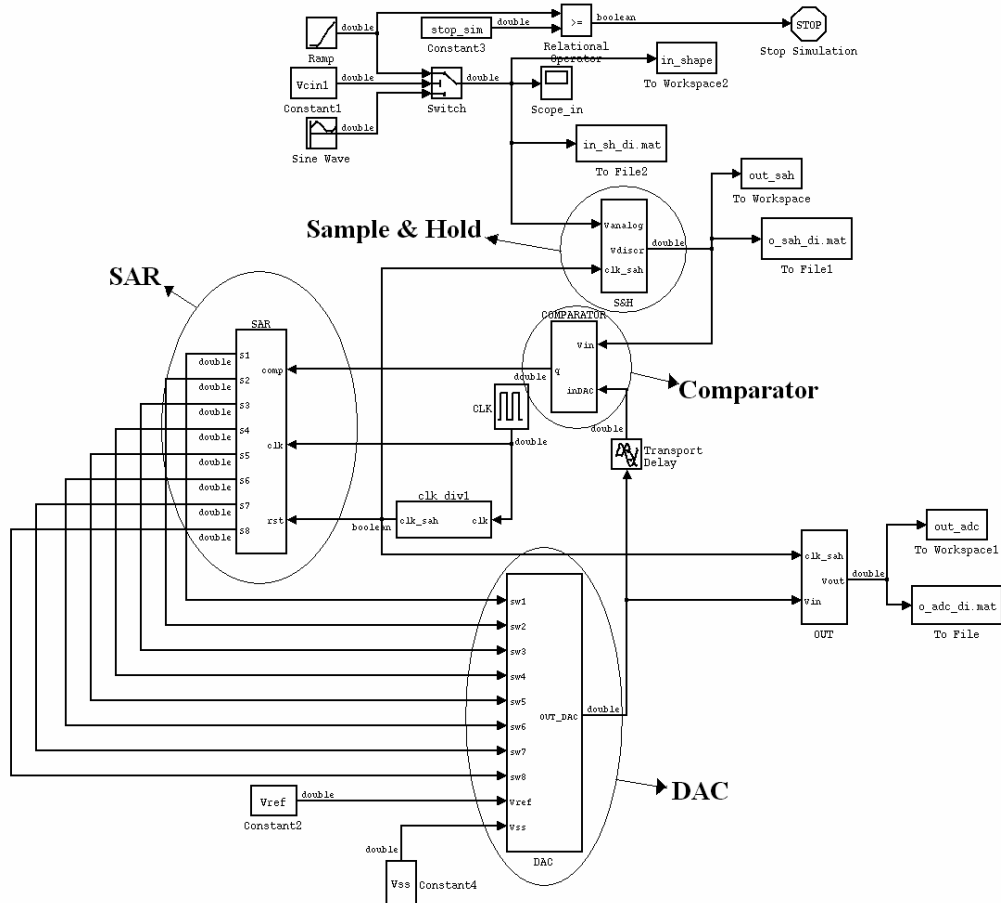 double
Ramp
stop_sim
double
Constant3
>=
boolean
Relational
Operator
STOP
Stop Simulation
Vcin1
double
Constant1
double
Sine Wave
Switch
double
Scope_in
in_shape
To Workspace2
in_sh_di.mat
To File2
Sample & Hold
Vanalog
Vdiscr
clk_sah
S&H
double
out_sah
To Workspace
o_sah_di.mat
To File1
SAR
SAR
S1
double
S2
double
S3
double
S4
double
S5
double
S6
double
S7
double
S8
double
comp
clk
rst
COMPARATOR
Vin
q
inDAC
double
Comparator
CLK
double
double
Transport
Delay
clk_div1
clk_sah
clk
boolean
clk_sah
Vout
Vin
OUT
double
out_adc
To Workspace1
o_adc_di.mat
To File
sw1
sw2
sw3
sw4
sw5
sw6
sw7
sw8
Vref
Vss
OUT_DAC
double
DAC
DAC
Vref
double
Constant2
double
Vss
Constant4